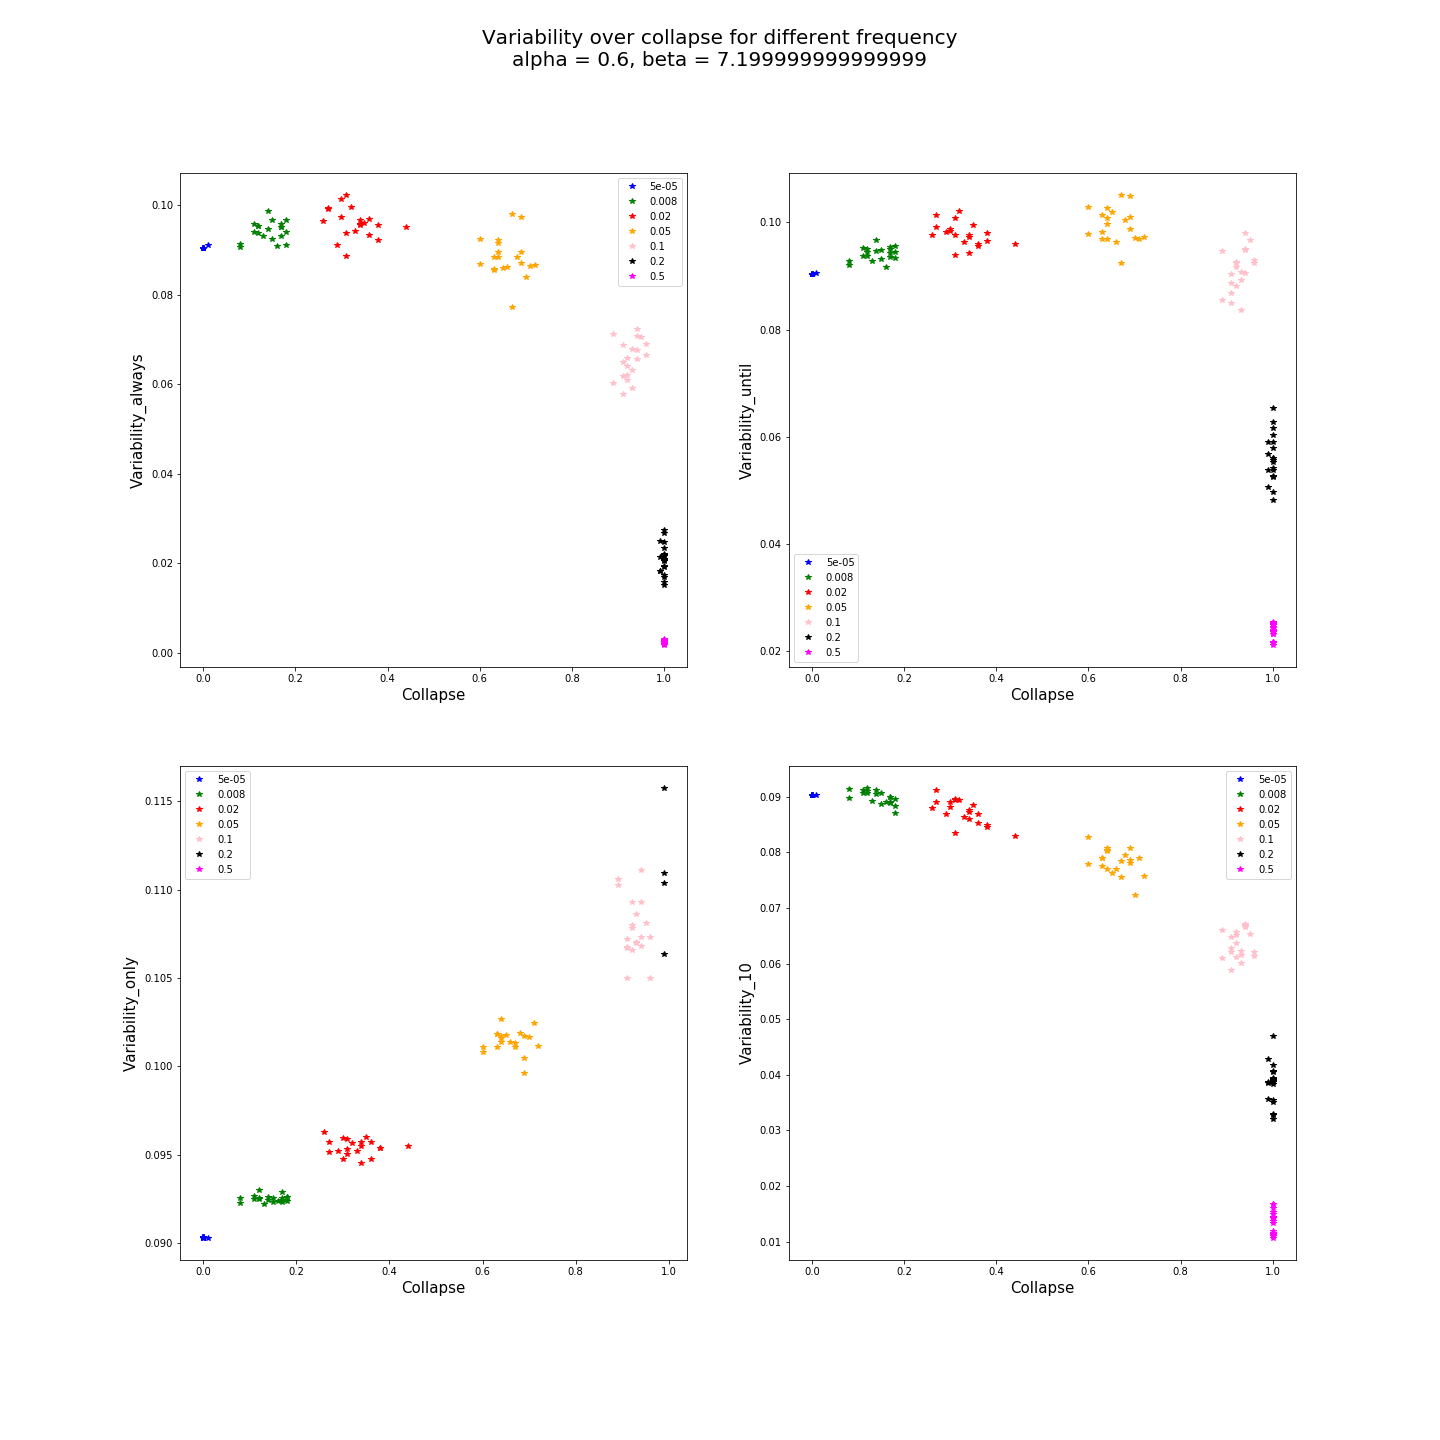 Variability over collapse for different frequency
alpha = 0.6, beta = 7.199999999999999
0.10
0.08
0.06
0.04
0.02
0.00
Variability_always
0.0 0.2 0.4 0.6 0.8 1.0
Collapse
5e-05
0.008
0.02
0.05
0.1
0.2
0.5
0.10
0.08
0.06
0.04
0.02
Variability_until
0.0 0.2 0.4 0.6 0.8 1.0
Collapse
5e-05
0.008
0.02
0.05
0.1
0.2
0.5
0.115
0.110
0.105
0.100
0.095
0.090
Variability_only
0.0 0.2 0.4 0.6 0.8 1.0
Collapse
5e-05
0.008
0.02
0.05
0.1
0.2
0.5
0.09
0.08
0.07
0.06
0.05
0.04
0.03
0.02
0.01
Variability_10
0.0 0.2 0.4 0.6 0.8 1.0
Collapse
5e-05
0.008
0.02
0.05
0.1
0.2
0.5